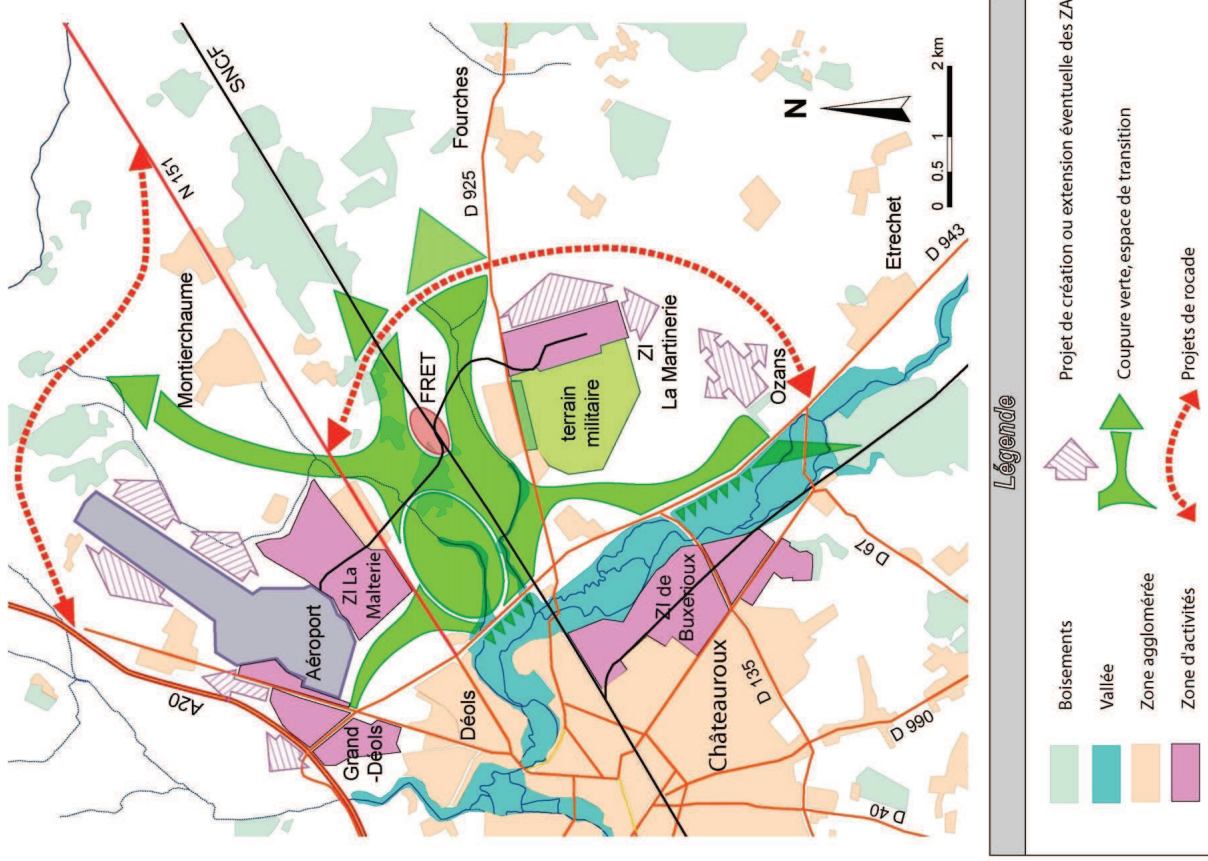 SNCF
N 151
Montierchaume
Fourches
D 925
A20
Aéroport
ZI La
Malterie
FRET
Grand
-Déols
Déols
terrain
militaire
ZI
La Martinerie
Ozans
Etrechet
D 943
ZI de
Buxerioux
Châteauroux
D 135
D 67
D 990
D 40
N
0 0.5 1 2 km
Légende
Boisements
Vallée
Zone agglomérée
Zone d'activités
Projet de création ou extension éventuelle des ZA
Coupure verte, espace de transition
Projets de rocade